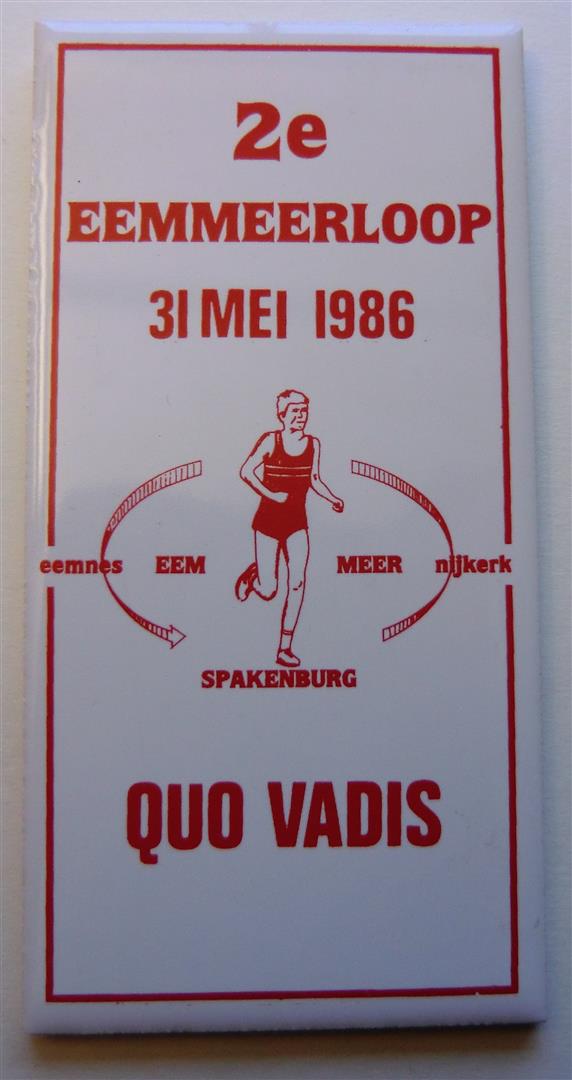 2e
EEMMEERLOOP
31 MEI 1986
eemnes EEM MEER nijkerk
SPAKENBURG
QUO VADIS